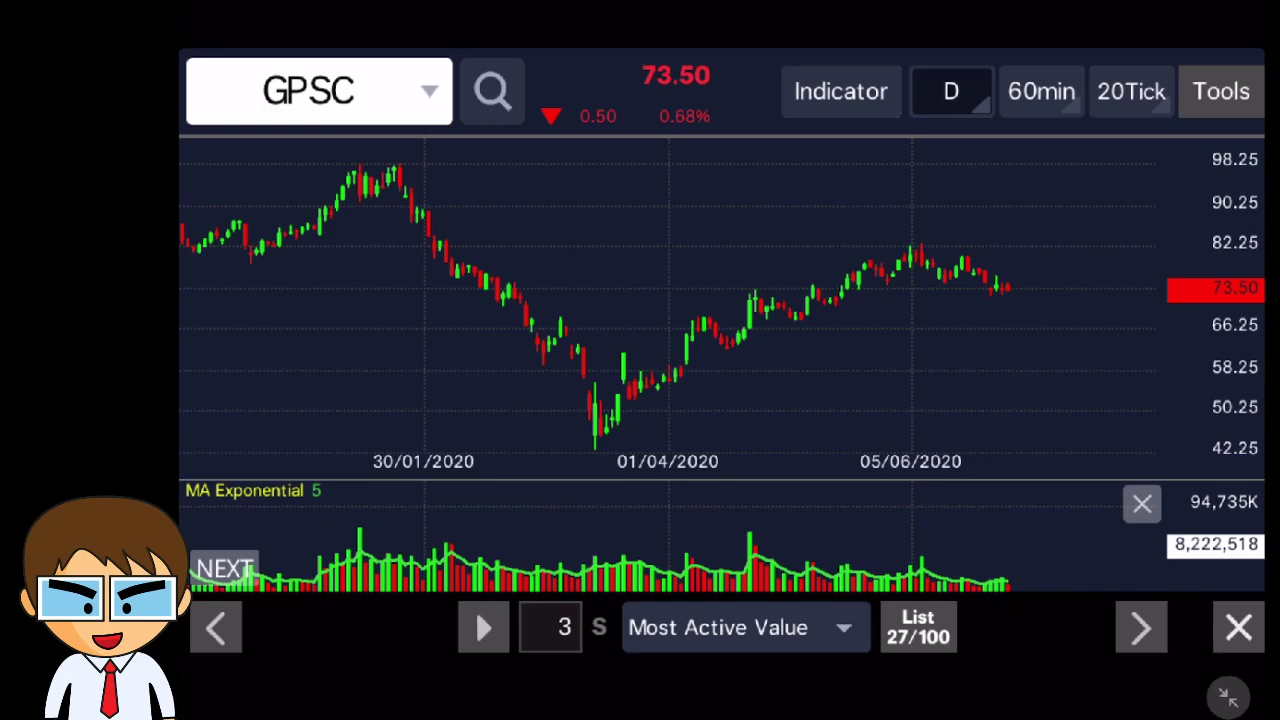 GPSC
73.50
0.50 0.68%
Indicator D 60min 20Tick Tools
98.25
90.25
82.25
73.50
66.25
58.25
50.25
42.25
30/01/2020 01/04/2020 05/06/2020
MA Exponential 5
94,735K
8,222,518
NEXT
3 S Most Active Value List
27/100